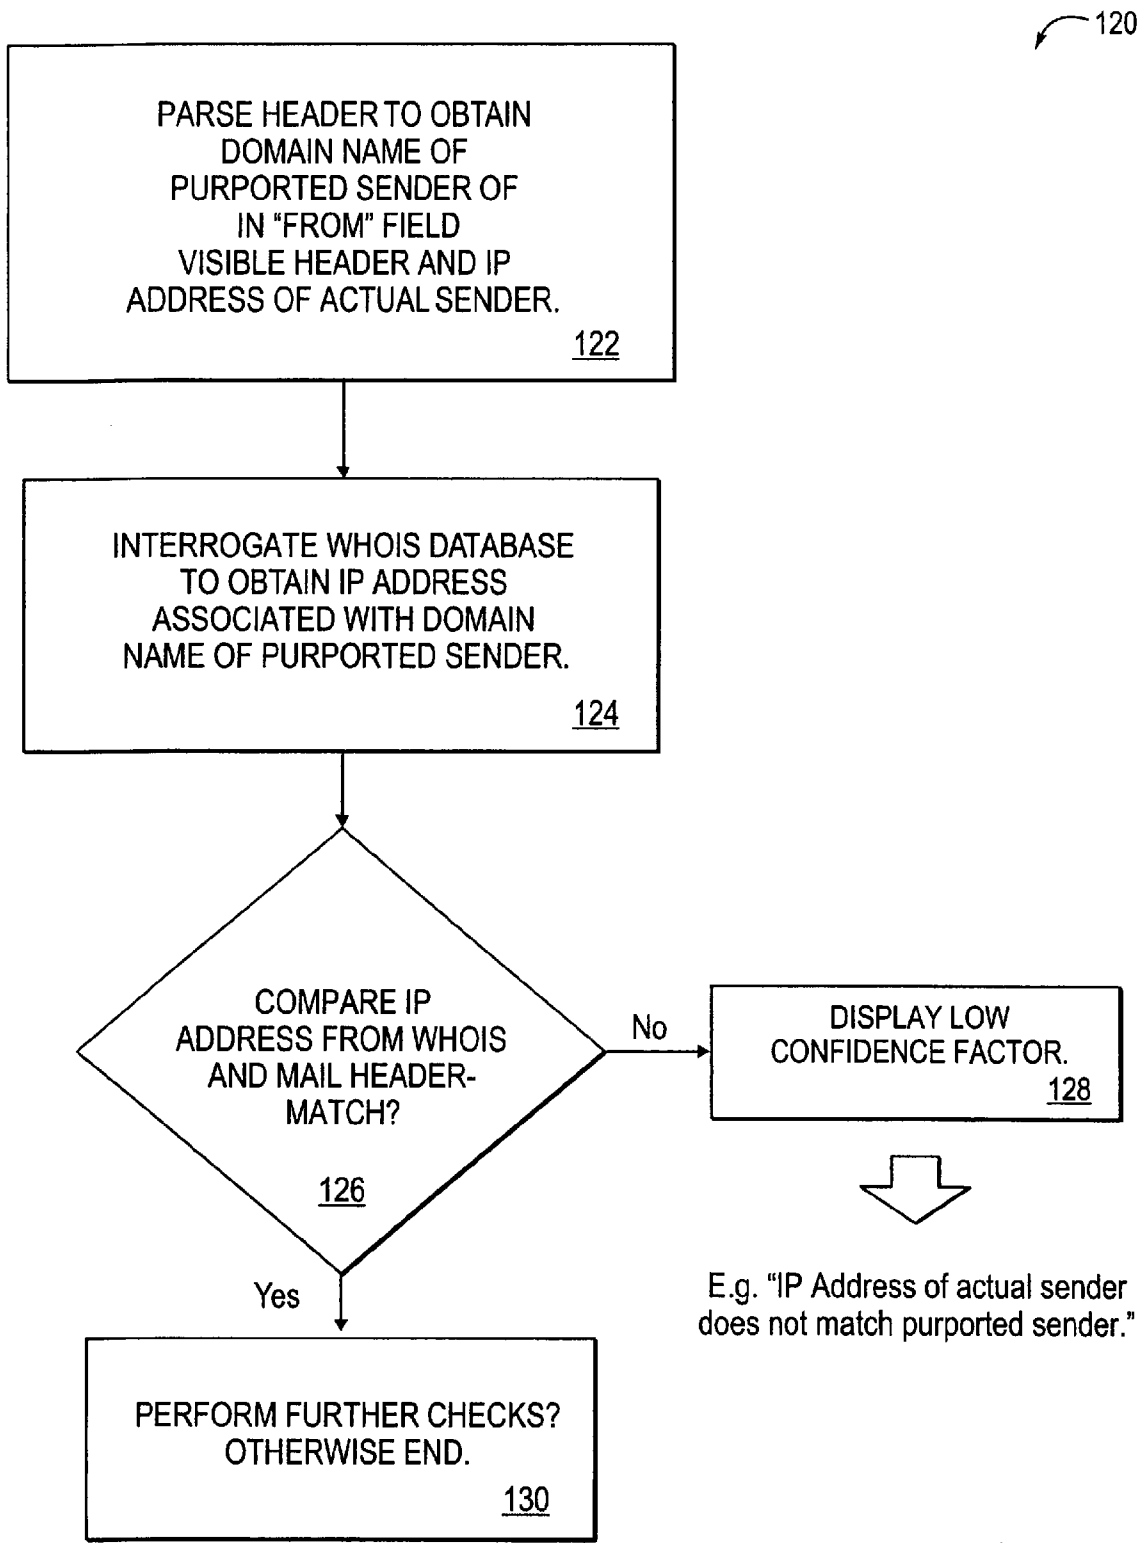 120
PARSE HEADER TO OBTAIN
DOMAIN NAME OF
PURPORTED SENDER OF
IN "FROM" FIELD
VISIBLE HEADER AND IP
ADDRESS OF ACTUAL SENDER.
122
INTERROGATE WHOIS DATABASE
TO OBTAIN IP ADDRESS
ASSOCIATED WITH DOMAIN
NAME OF PURPORTED SENDER.
124
COMPARE IP
ADDRESS FROM WHOIS
AND MAIL HEADER-
MATCH?
126
No
DISPLAY LOW
CONFIDENCE FACTOR.
128
E.g. “IP Address of actual sender
does not match purported sender.”
Yes
PERFORM FURTHER CHECKS?
OTHERWISE END.
130